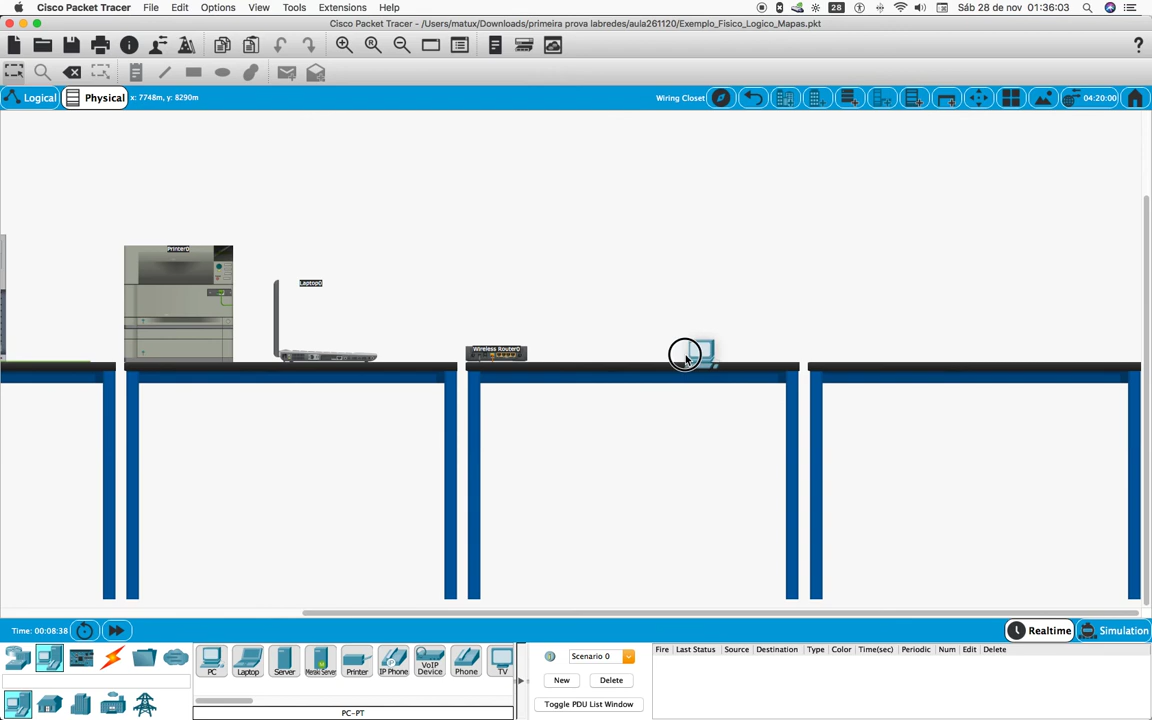 Cisco Packet Tracer File Edit Options View Tools Extensions Help 28 Sáb 28 de nov 01:36:03
Cisco Packet Tracer - /Users/matux/Downloads/primeira prova labredes/aula261120/Exemplo_Fisico_Logico_Mapas.pkt
Logical Physical x: 7748m, y: 8290m Wiring Closet 04:20:00
Printer0
Laptop0
Wireless Router0
Time: 00:08:38 Realtime Simulation
PC Laptop Server Meraki Server Printer IP Phone VoIP Device Phone TV
PC-PT
Scenario 0
New Delete
Toggle PDU List Window
Fire Last Status Source Destination Type Color Time(sec) Periodic Num Edit Delete